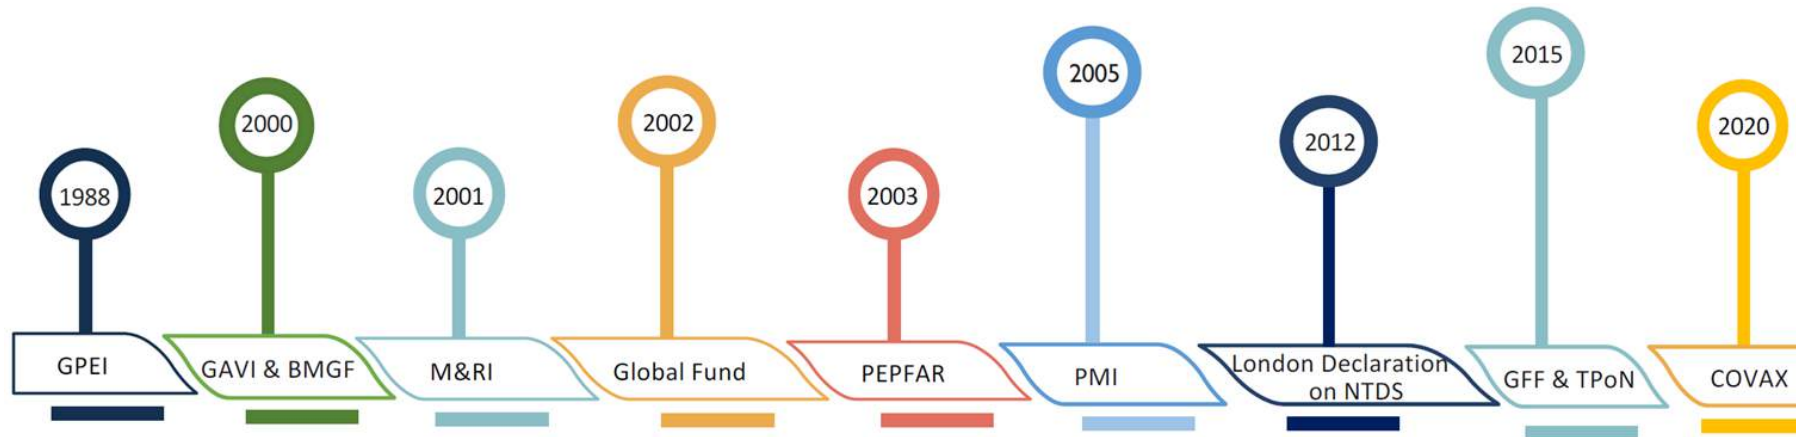 1988
2000
2001
2002
2003
2005
2012
2015
2020
GPEI
GAVI & BMGF
M&RI
Global Fund
PEPFAR
PMI
London Declaration
on NTDS
GFF & TPoN
COVAX